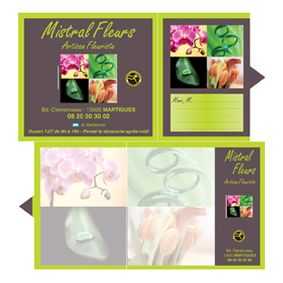 Mistral Fleurs
Artisan Fleuriste
Bd. Clemenceau - 13500 MARTIGUES
08 20 50 30 02
à distance
Ouvert 7J/7 de 9h à 19h - Fermé le dimanche après-midi
Mme, M.
Mistral
Fleurs
Artisan Fleuriste
Bd. Clemenceau
13500 MARTIGUES
08 20 50 30 02